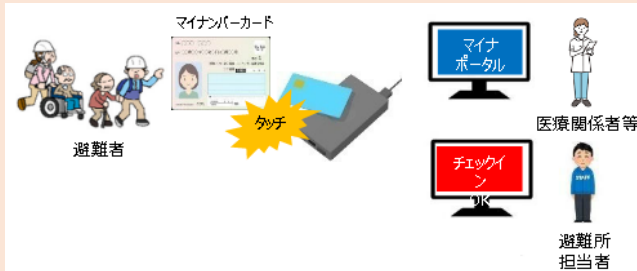 マイナンバーカード
避難者
タッチ
マイナ
ポータル
医療関係者等
チェックイ
ン
OK
避難所
担当者